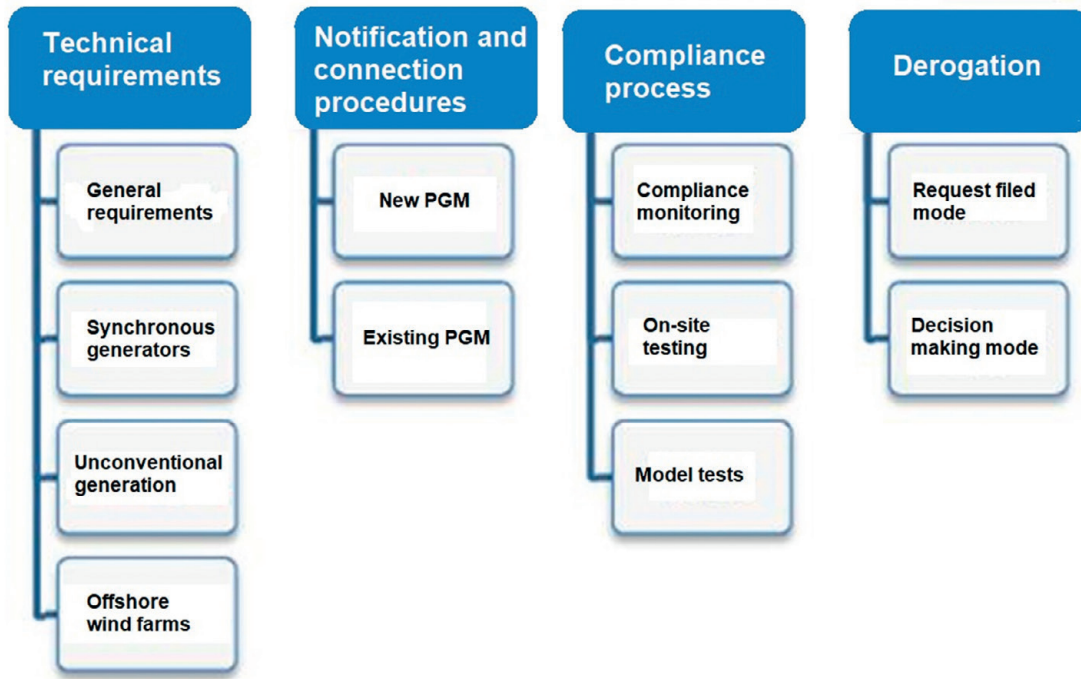 Technical
requirements
General
requirements
Synchronous
generators
Unconventional
generation
Offshore
wind farms
Notification and
connection
procedures
New PGM
Existing PGM
Compliance
process
Compliance
monitoring
On-site
testing
Model tests
Derogation
Request filed
mode
Decision
making mode